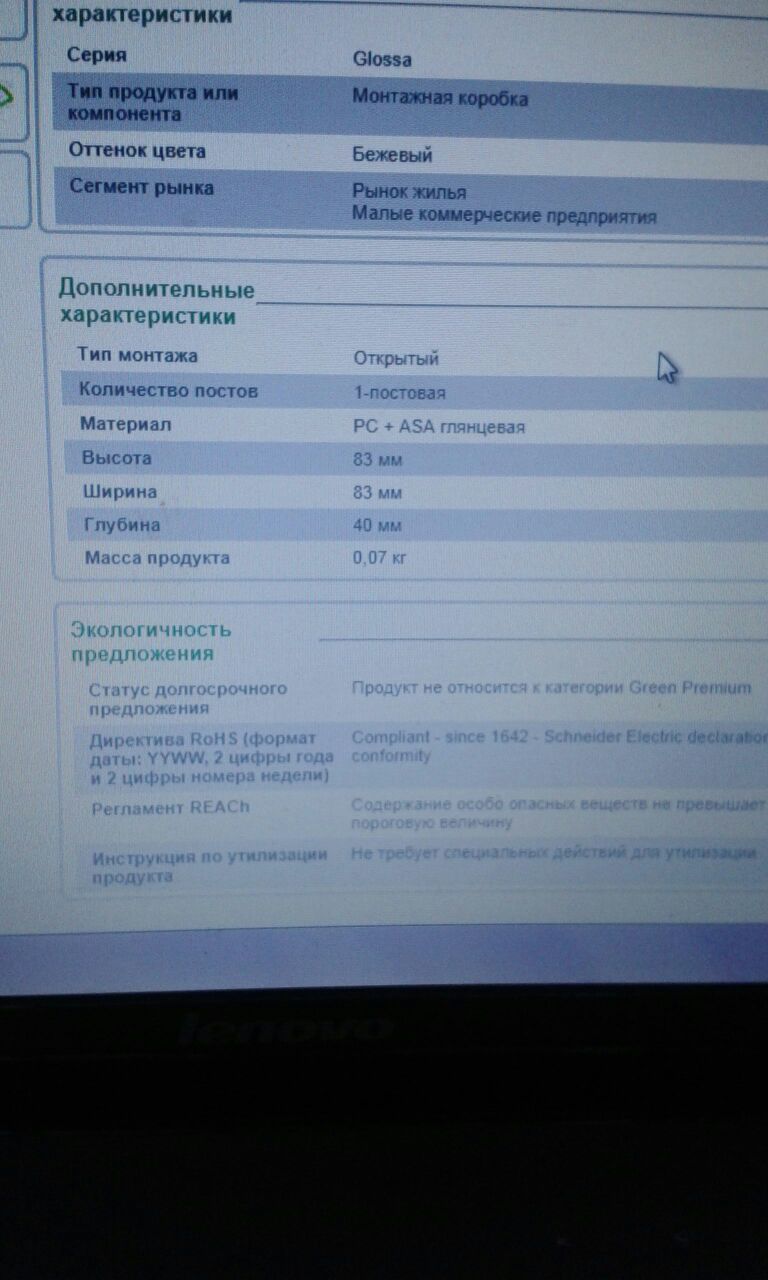 характеристики
Серия Glossa
Тип продукта или Монтажная коробка
компонента
Оттенок цвета Бежевый
Сегмент рынка Рынок жилья
Малые коммерческие предприятия
Дополнительные
характеристики
Тип монтажа Открытый
Количество постов 1-постовая
Материал PC + ASA глянцевая
Высота 83 мм
Ширина 83 мм
Глубина 40 мм
Масса продукта 0,07 кг
Экологичность
предложения
Статус долгосрочного Продукт не относится к категории Green Premium
предложения
Директива RoHS (формат Compliant - since 1642 - Schneider Electric declaration
даты: YYWW, 2 цифры года conformity
и 2 цифры номера недели)
Регламент REACh Содержание особо опасных веществ не превышает
пороговую величину
Инструкция по утилизации Не требует специальных действий для утилизации
продукта
lenovo